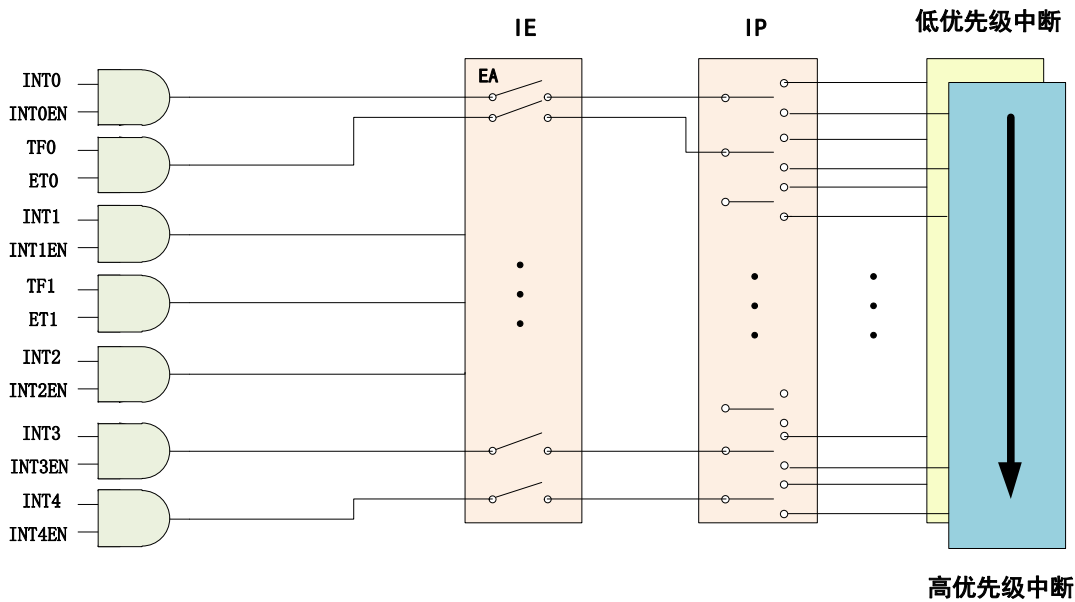 IE
IP
低优先级中断
EA
INT0
INT0EN
TF0
ET0
INT1
INT1EN
TF1
ET1
INT2
INT2EN
INT3
INT3EN
INT4
INT4EN
高优先级中断